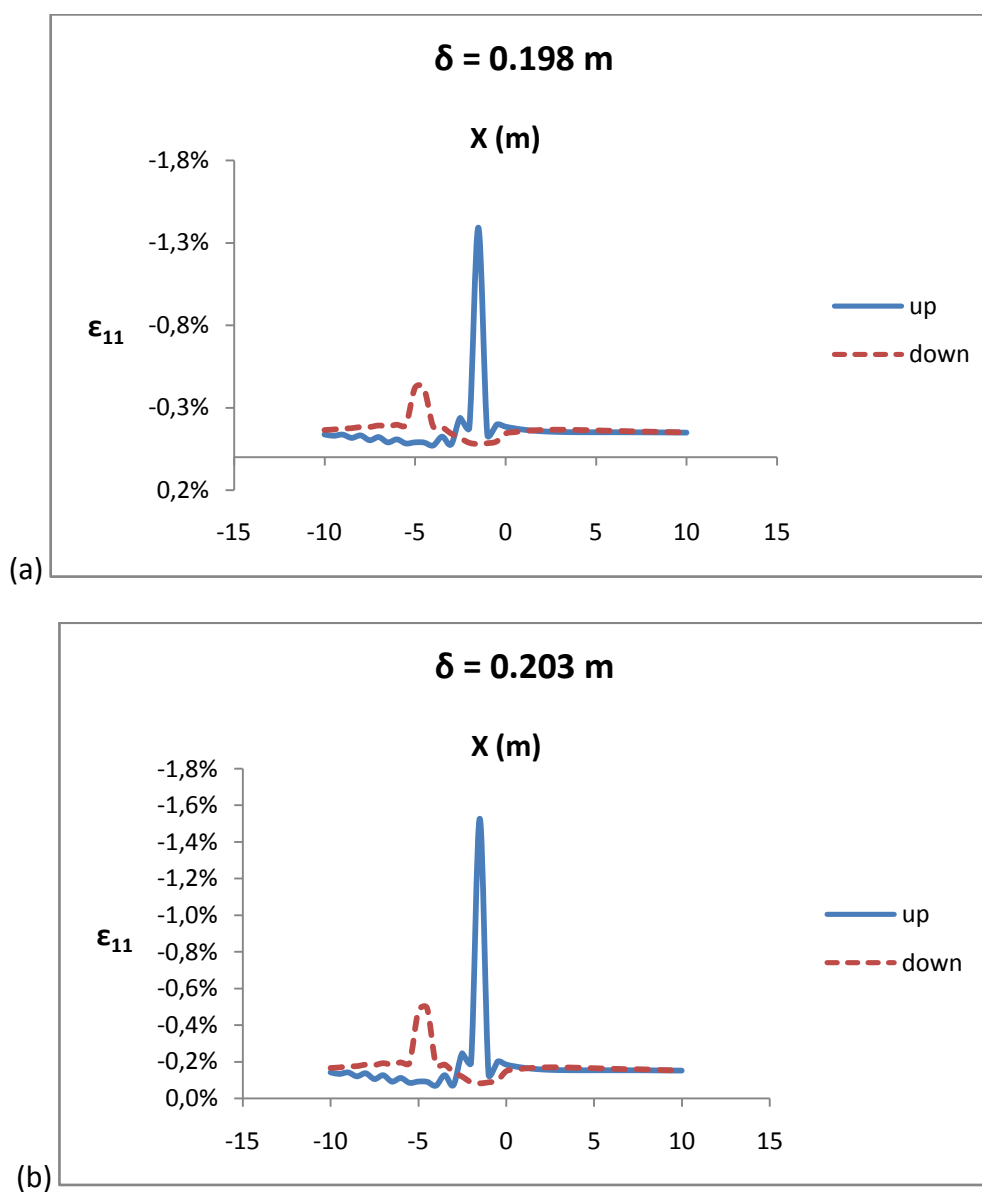 δ = 0.198 m
X (m)
-1,8%
-1,3%
-0,8%
-0,3%
0,2%
ε11
-15 -10 -5 0 5 10 15
up
down
(a)
δ = 0.203 m
X (m)
-1,8%
-1,6%
-1,4%
-1,2%
-1,0%
-0,8%
-0,6%
-0,4%
-0,2%
0,0%
ε11
-15 -10 -5 0 5 10 15
up
down
(b)